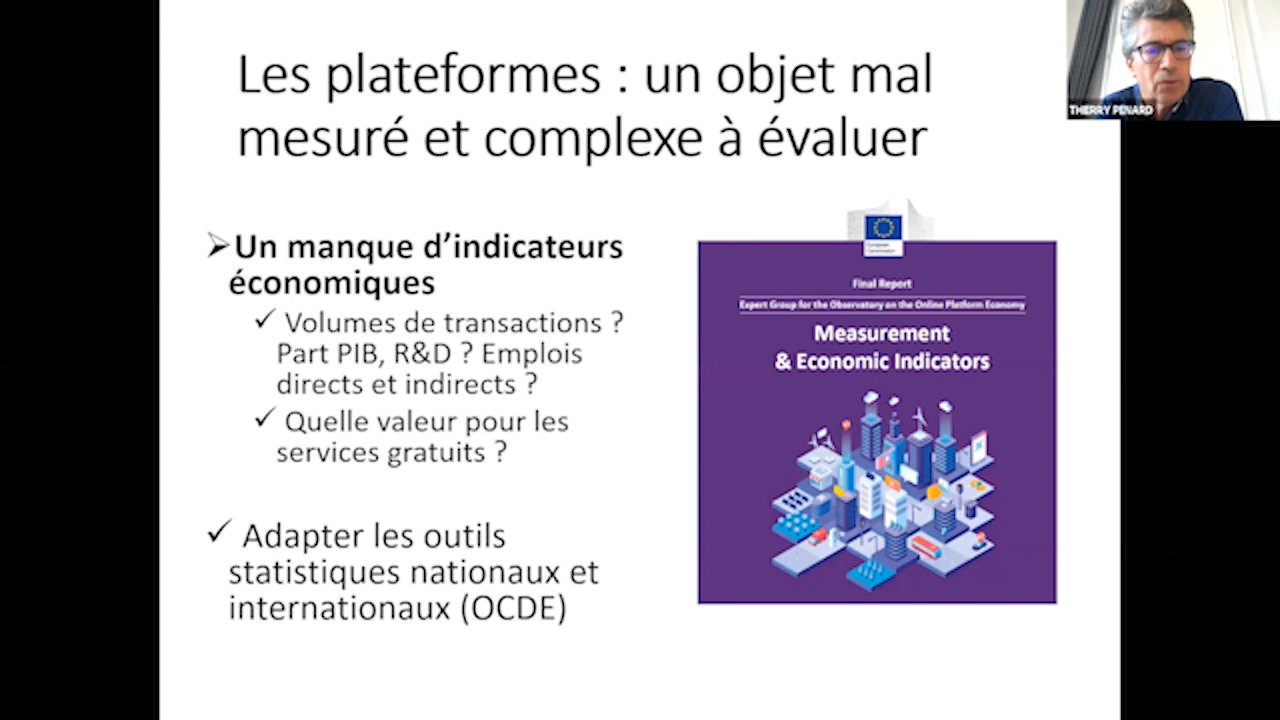 Les plateformes : un objet mal
mesuré et complexe à évaluer
THIERRY PENARD
➢Un manque d’indicateurs
économiques
✓ Volumes de transactions ?
Part PIB, R&D ? Emplois
directs et indirects ?
✓ Quelle valeur pour les
services gratuits ?
✓ Adapter les outils
statistiques nationaux et
internationaux (OCDE)
European
Commission
Final Report
Expert Group for the Observatory on the Online Platform Economy
Measurement
& Economic Indicators